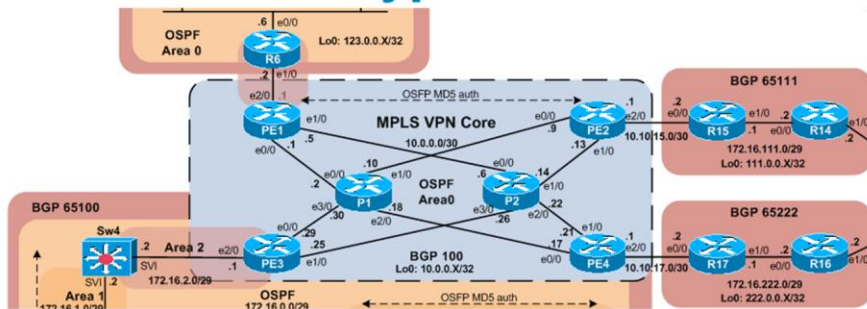 .6 e0/0
OSPF
Area 0
Lo0: 123.0.0.X/32
R6
.2 e1/0
e2/0 .1
OSFP MD5 auth
PE1
e1/0
.5
MPLS VPN Core
10.0.0.0/30
e0/0
.9
PE2
.1
e2/0
10.10.15.0/30
BGP 65111
.2
e0/0
R15
e1/0
.1
.2
e0/0
R14
e1/0
.2
172.16.111.0/29
Lo0: 111.0.0.X/32
.1
e0/0
.10
e0/0
e1/0
.2
P1
OSPF
Area0
e0/0
.6
.14
.13
e1/0
P2
e1/0
e3/0
.30
.18
e2/0
e3/0
.26
.22
e2/0
BGP 65100
Sw4
.2
SVI
Area 2
e2/0
.1
172.16.2.0/29
e0/0
.29
.25
PE3
e1/0
BGP 100
Lo0: 10.0.0.X/32
.21
e1/0
.17
e0/0
PE4
.1
e2/0
10.10.17.0/30
BGP 65222
.2
e0/0
R17
e1/0
.1
.2
e0/0
R16
e1/0
172.16.222.0/29
Lo0: 222.0.0.X/32
SVI
.2
Area 1
172.16.1.0/29
OSPF
172.16.0.0/29
OSFP MD5 auth